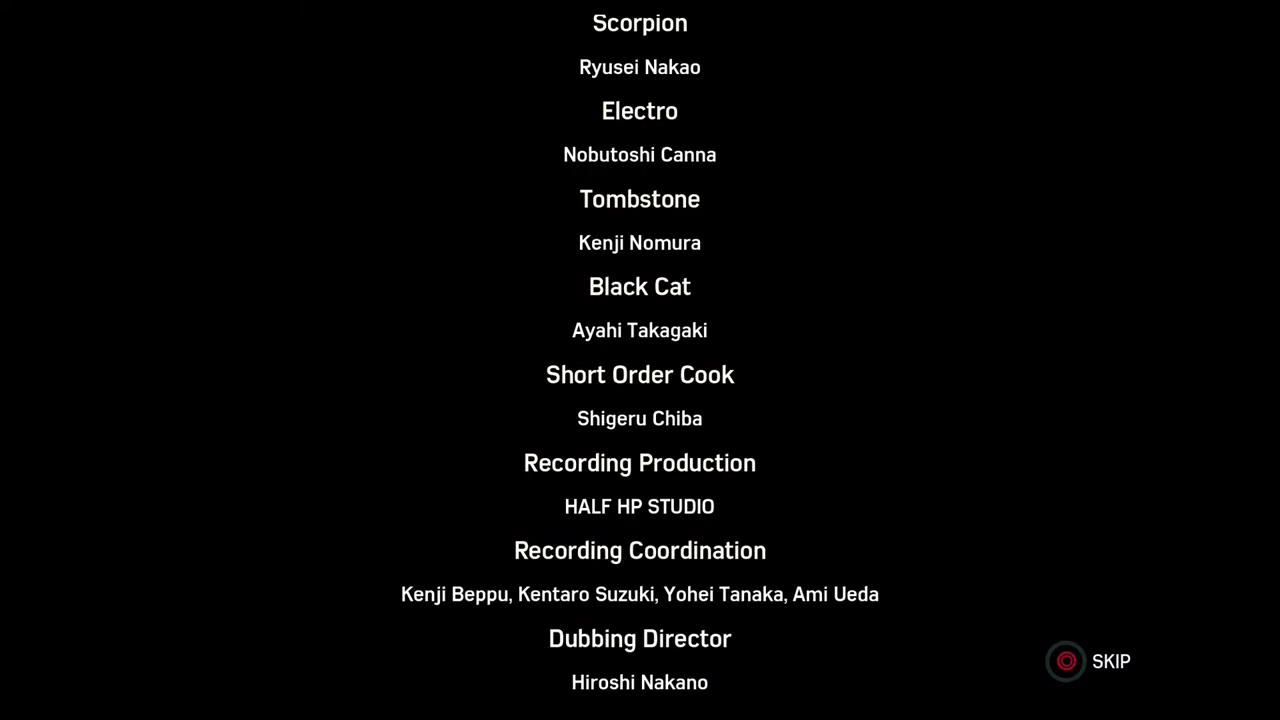 Scorpion
Ryusei Nakao
Electro
Nobutoshi Canna
Tombstone
Kenji Nomura
Black Cat
Ayahi Takagaki
Short Order Cook
Shigeru Chiba
Recording Production
HALF HP STUDIO
Recording Coordination
Kenji Beppu, Kentaro Suzuki, Yohei Tanaka, Ami Ueda
Dubbing Director
SKIP
Hiroshi Nakano